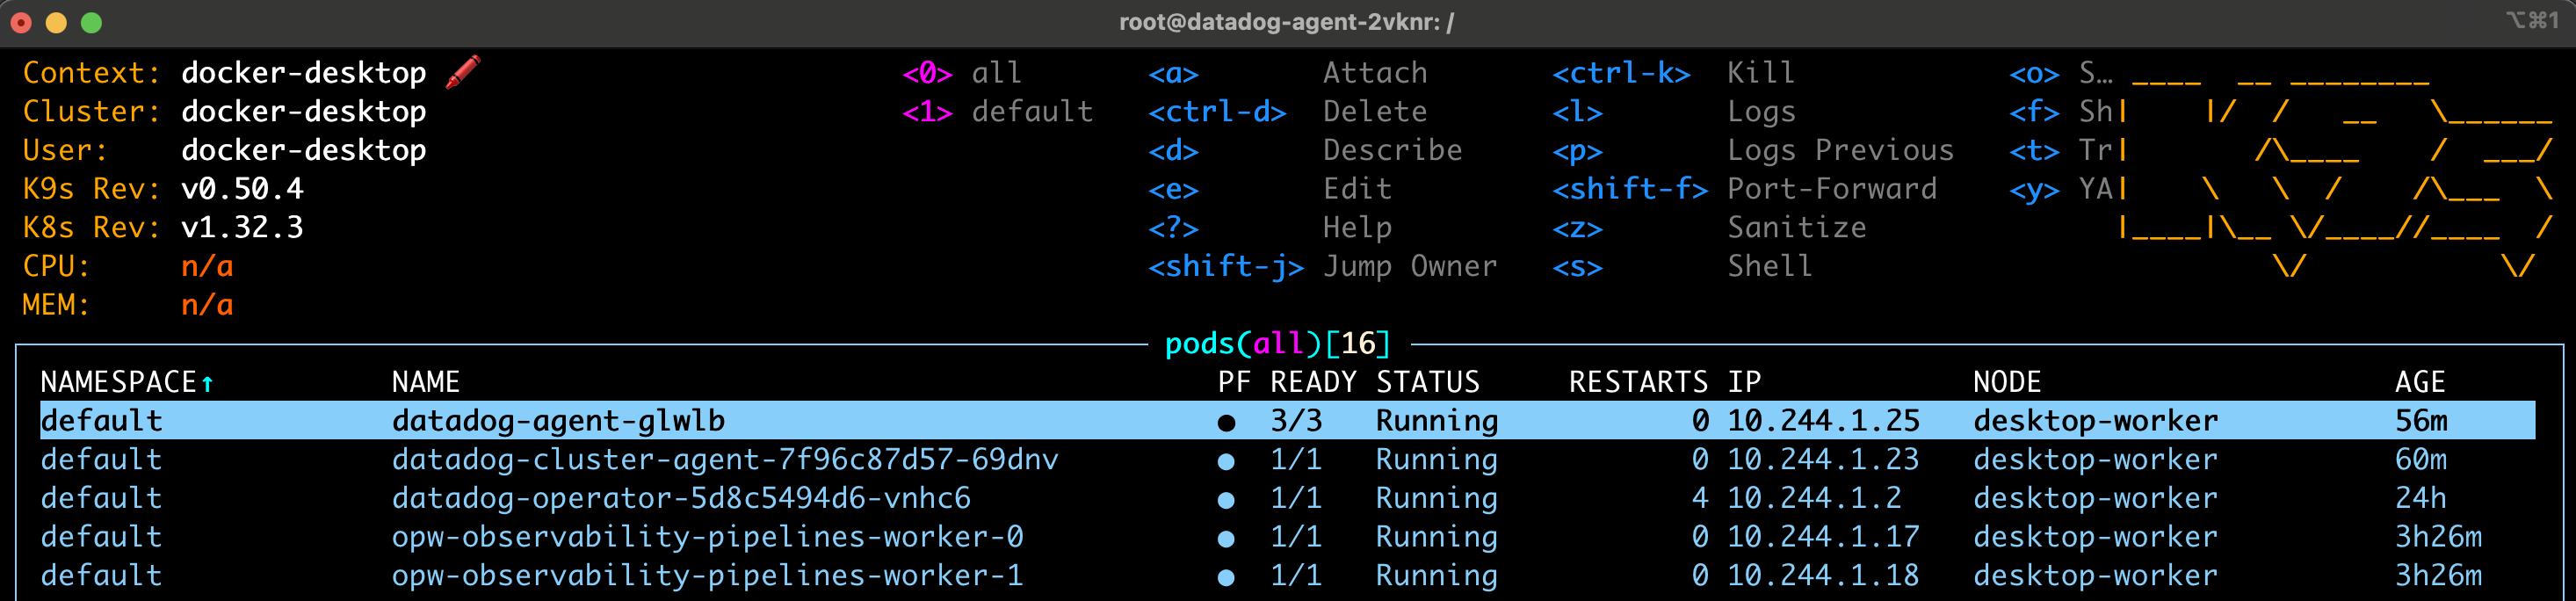 root@datadog-agent-2vknr: /
⌥⌘1
Context: docker-desktop <0> all <a> Attach <ctrl-k> Kill <o> S…
Cluster: docker-desktop <1> default <ctrl-d> Delete <l> Logs <f> Sh
User: docker-desktop <d> Describe <p> Logs Previous <t> Tr
K9s Rev: v0.50.4 <e> Edit <shift-f> Port-Forward <y> YA
K8s Rev: v1.32.3 <?> Help <z> Sanitize
CPU: n/a <shift-j> Jump Owner <s> Shell
MEM: n/a
pods(all)[16]
NAMESPACE↑ NAME PF READY STATUS RESTARTS IP NODE AGE
default datadog-agent-glwlb ● 3/3 Running 0 10.244.1.25 desktop-worker 56m
default datadog-cluster-agent-7f96c87d57-69dnv ● 1/1 Running 0 10.244.1.23 desktop-worker 60m
default datadog-operator-5d8c5494d6-vnhc6 ● 1/1 Running 4 10.244.1.2 desktop-worker 24h
default opw-observability-pipelines-worker-0 ● 1/1 Running 0 10.244.1.17 desktop-worker 3h26m
default opw-observability-pipelines-worker-1 ● 1/1 Running 0 10.244.1.18 desktop-worker 3h26m